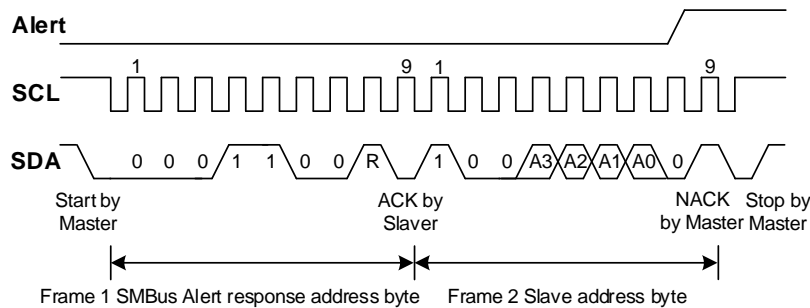 Alert
1 9 1 9
SCL
SDA 0 0 0 1 1 0 0 R 1 0 0 A3 A2 A1 A0 0
Start by ACK by NACK Stop by
Master Slaver by Master Master
Frame 1 SMBus Alert response address byte Frame 2 Slave address byte